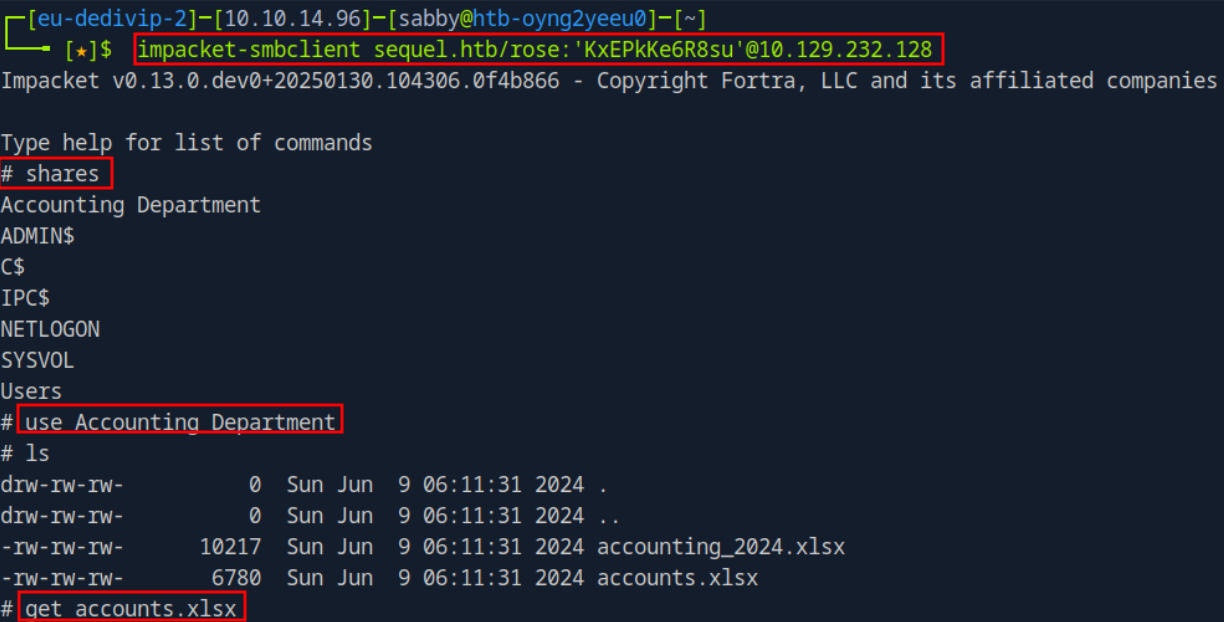 [eu-dedivip-2]─[10.10.14.96]─[sabby@htb-oyng2yeeu0]─[~]
[★]$ impacket-smbclient sequel.htb/rose:'KxEPkKe6R8su'@10.129.232.128
Impacket v0.13.0.dev0+20250130.104306.0f4b866 - Copyright Fortra, LLC and its affiliated companies
Type help for list of commands
# shares
Accounting Department
ADMIN$
C$
IPC$
NETLOGON
SYSVOL
Users
# use Accounting Department
# ls
drw-rw-rw-          0  Sun Jun  9 06:11:31 2024 .
drw-rw-rw-          0  Sun Jun  9 06:11:31 2024 ..
-rw-rw-rw-      10217  Sun Jun  9 06:11:31 2024 accounting_2024.xlsx
-rw-rw-rw-       6780  Sun Jun  9 06:11:31 2024 accounts.xlsx
# get accounts.xlsx